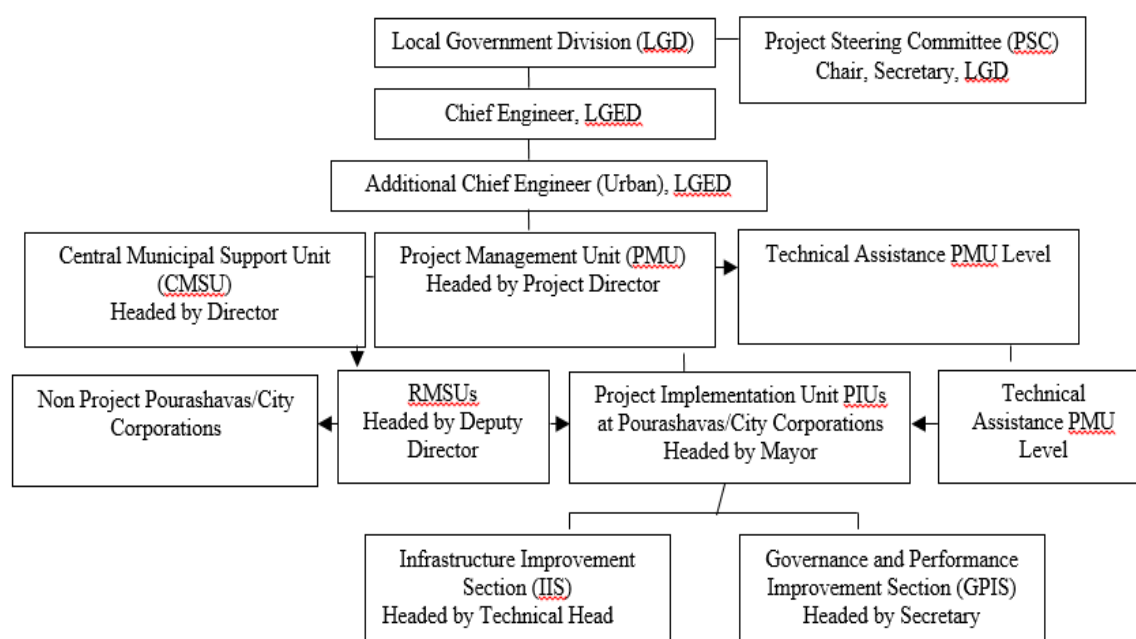 Local Government Division (LGD)
Project Steering Committee (PSC)
Chair, Secretary, LGD
Chief Engineer, LGED
Additional Chief Engineer (Urban), LGED
Central Municipal Support Unit
(CMSU)
Headed by Director
Project Management Unit (PMU)
Headed by Project Director
Technical Assistance PMU Level
Non Project Pourashavas/City
Corporations
RMSUs
Headed by Deputy
Director
Project Implementation Unit PIUs
at Pourashavas/City Corporations
Headed by Mayor
Technical
Assistance PMU
Level
Infrastructure Improvement
Section (IIS)
Headed by Technical Head
Governance and Performance
Improvement Section (GPIS)
Headed by Secretary